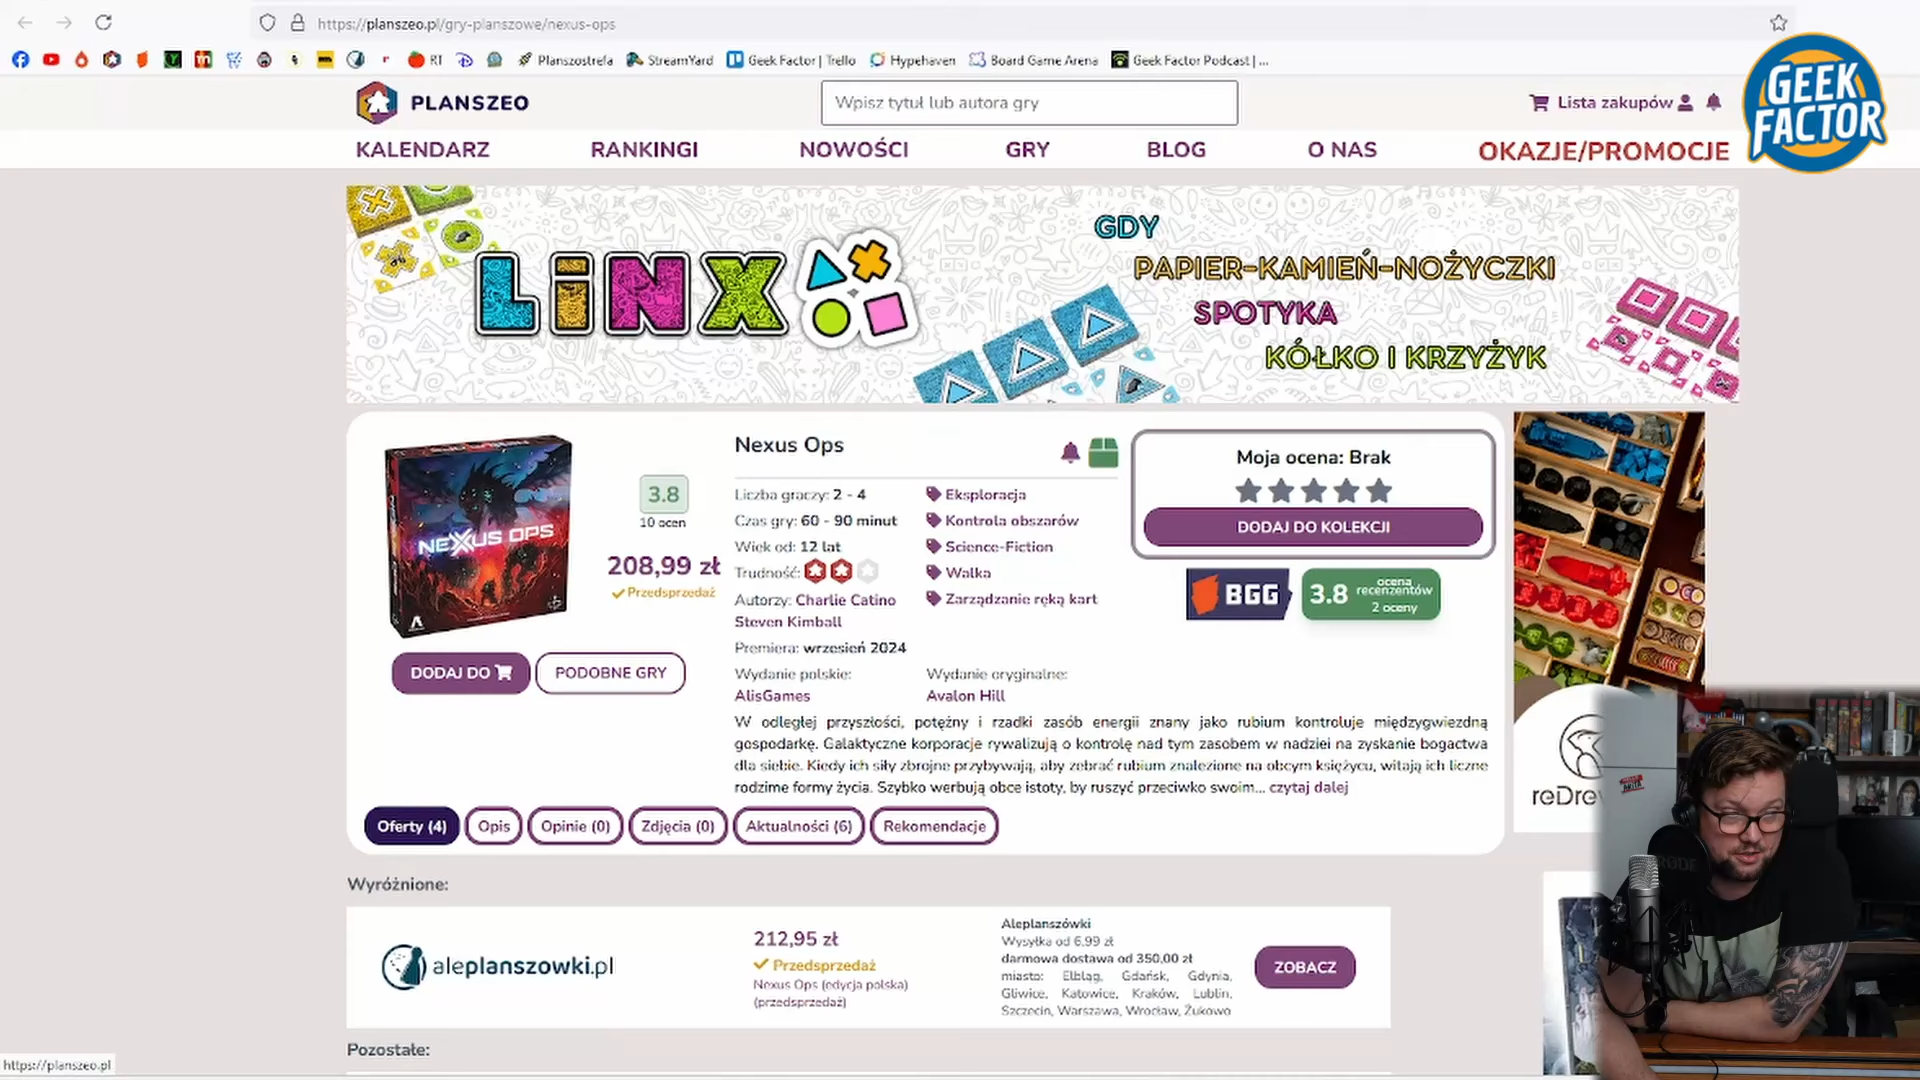 https://planszeo.pl/gry-planszowe/nexus-ops
RT
Planszostrefa
StreamYard
Geek Factor | Trello
Hypehaven
Board Game Arena
Geek Factor Podcast | ...
GEEK FACTOR
PLANSZEO
Wpisz tytuł lub autora gry
Lista zakupów
KALENDARZ
RANKINGI
NOWOŚCI
GRY
BLOG
O NAS
OKAZJE/PROMOCJE
LiNX
GDY
PAPIER-KAMIEŃ-NOŻYCZKI
SPOTYKA
KÓŁKO I KRZYŻYK
NEXUS OPS
3.8
10 ocen
208,99 zł
Przedsprzedaż
DODAJ DO
PODOBNE GRY
Nexus Ops
Liczba graczy: 2 - 4
Czas gry: 60 - 90 minut
Wiek od: 12 lat
Trudność:
Autorzy: Charlie Catino
Steven Kimball
Premiera: wrzesień 2024
Wydanie polskie:
AlisGames
Eksploracja
Kontrola obszarów
Science-Fiction
Walka
Zarządzanie ręką kart
Wydanie oryginalne:
Avalon Hill
Moja ocena: Brak
DODAJ DO KOLEKCJI
BGG
3.8
ocena
recenzentów
2 oceny
W odległej przyszłości, potężny i rzadki zasób energii znany jako rubium kontroluje międzygwiezdną
gospodarkę. Galaktyczne korporacje rywalizują o kontrolę nad tym zasobem w nadziei na zyskanie bogactwa
dla siebie. Kiedy ich siły zbrojne przybywają, aby zebrać rubium znalezione na obcym księżycu, witają ich liczne
rodzime formy życia. Szybko werbują obce istoty, by ruszyć przeciwko swoim... czytaj dalej
Oferty (4)
Opis
Opinie (0)
Zdjęcia (0)
Aktualności (6)
Rekomendacje
Wyróżnione:
aleplanszowki.pl
212,95 zł
Przedsprzedaż
Nexus Ops (edycja polska)
(przedsprzedaż)
Aleplanszówki
Wysyłka od 6.99 zł
darmowa dostawa od 350,00 zł
miasto: Elbląg, Gdańsk, Gdynia,
Gliwice, Katowice, Kraków, Lublin,
Szczecin, Warszawa, Wrocław, Żukowo
ZOBACZ
Pozostałe:
https://planszeo.pl
RØDE